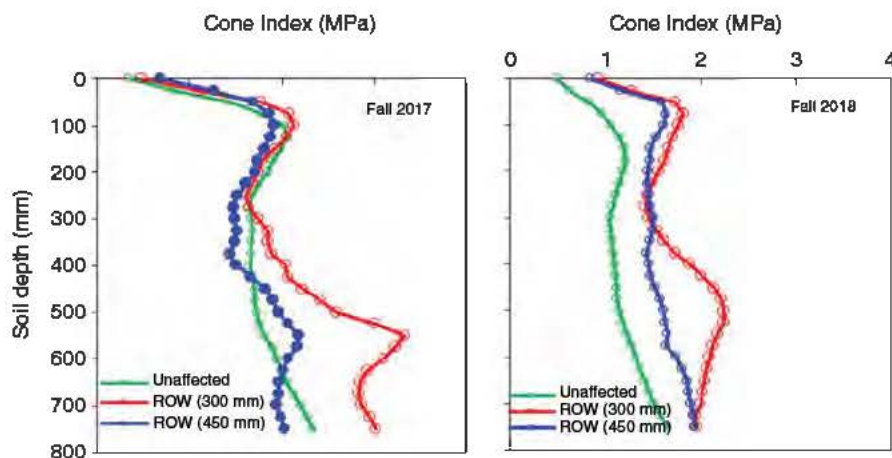 Cone Index (MPa)
Cone Index (MPa)
0 1 2 3 4
Soil depth (mm)
0
100
200
300
400
500
600
700
800
Fall 2017
Unaffected
ROW (300 mm)
ROW (450 mm)
Fall 2018
Unaffected
ROW (300 mm)
ROW (450 mm)